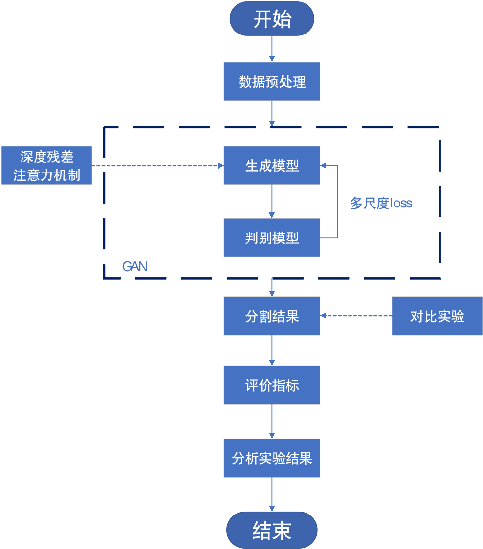 开始
数据预处理
深度残差
注意力机制
生成模型
多尺度loss
判别模型
GAN
分割结果
对比实验
评价指标
分析实验结果
结束